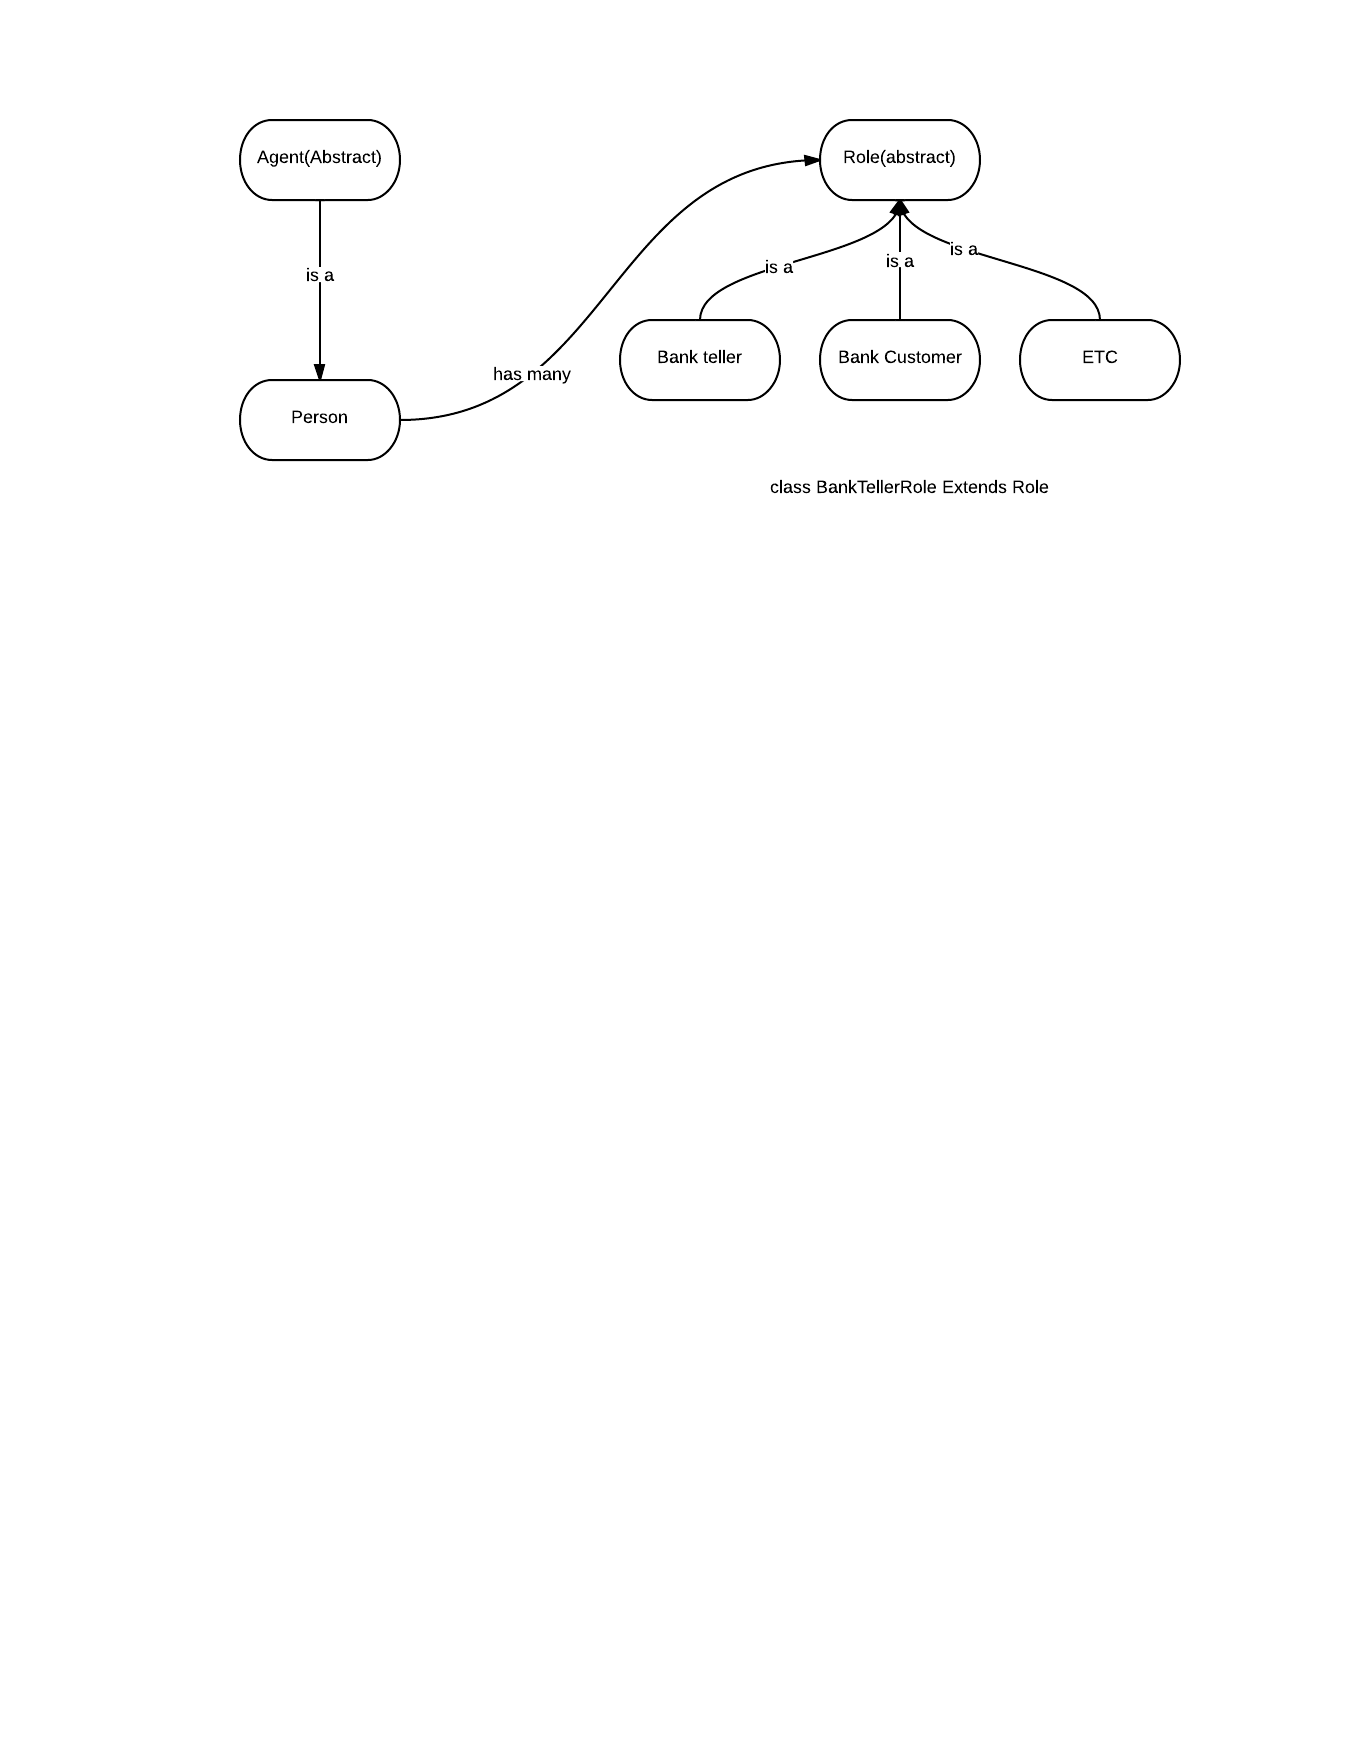 Agent(Abstract)
Role(abstract)
is a
is a
is a
is a
Bank teller
Bank Customer
ETC
has many
Person
class BankTellerRole Extends Role